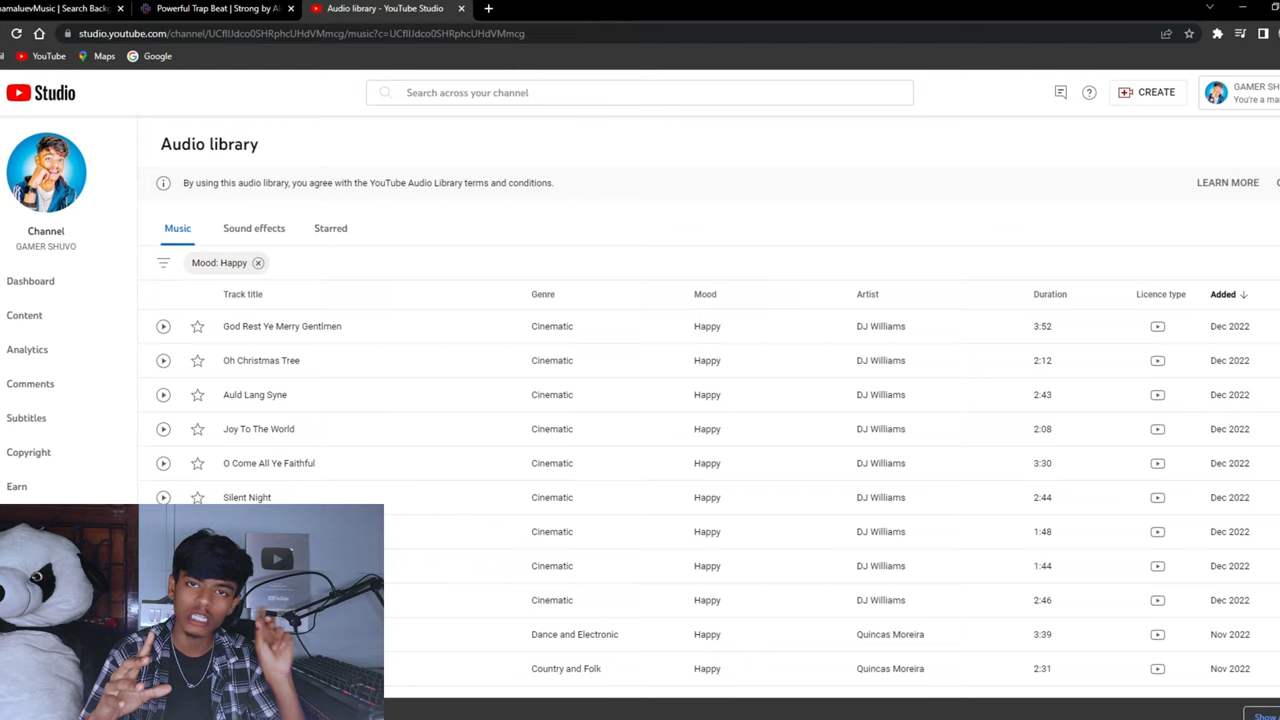 amaluevMusic | Search Backg
Powerful Trap Beat | Strong by Al
Audio library - YouTube Studio
studio.youtube.com/channel/UCflUdco0SHRphcUHdVMmcg/music?c=UCflUdco0SHRphcUHdVMmcg
YouTube Maps Google
Studio
Search across your channel
CREATE
GAMER SH
You're a ma
Channel
GAMER SHUVO
Dashboard
Content
Analytics
Comments
Subtitles
Copyright
Earn
Audio library
By using this audio library, you agree with the YouTube Audio Library terms and conditions.
LEARN MORE
Music Sound effects Starred
Mood: Happy
Track title Genre Mood Artist Duration Licence type Added
God Rest Ye Merry Gentlmen Cinematic Happy DJ Williams 3:52 Dec 2022
Oh Christmas Tree Cinematic Happy DJ Williams 2:12 Dec 2022
Auld Lang Syne Cinematic Happy DJ Williams 2:43 Dec 2022
Joy To The World Cinematic Happy DJ Williams 2:08 Dec 2022
O Come All Ye Faithful Cinematic Happy DJ Williams 3:30 Dec 2022
Silent Night Cinematic Happy DJ Williams 2:44 Dec 2022
Cinematic Happy DJ Williams 1:48 Dec 2022
Cinematic Happy DJ Williams 1:44 Dec 2022
Cinematic Happy DJ Williams 2:46 Dec 2022
Dance and Electronic Happy Quincas Moreira 3:39 Nov 2022
Country and Folk Happy Quincas Moreira 2:31 Nov 2022
Show